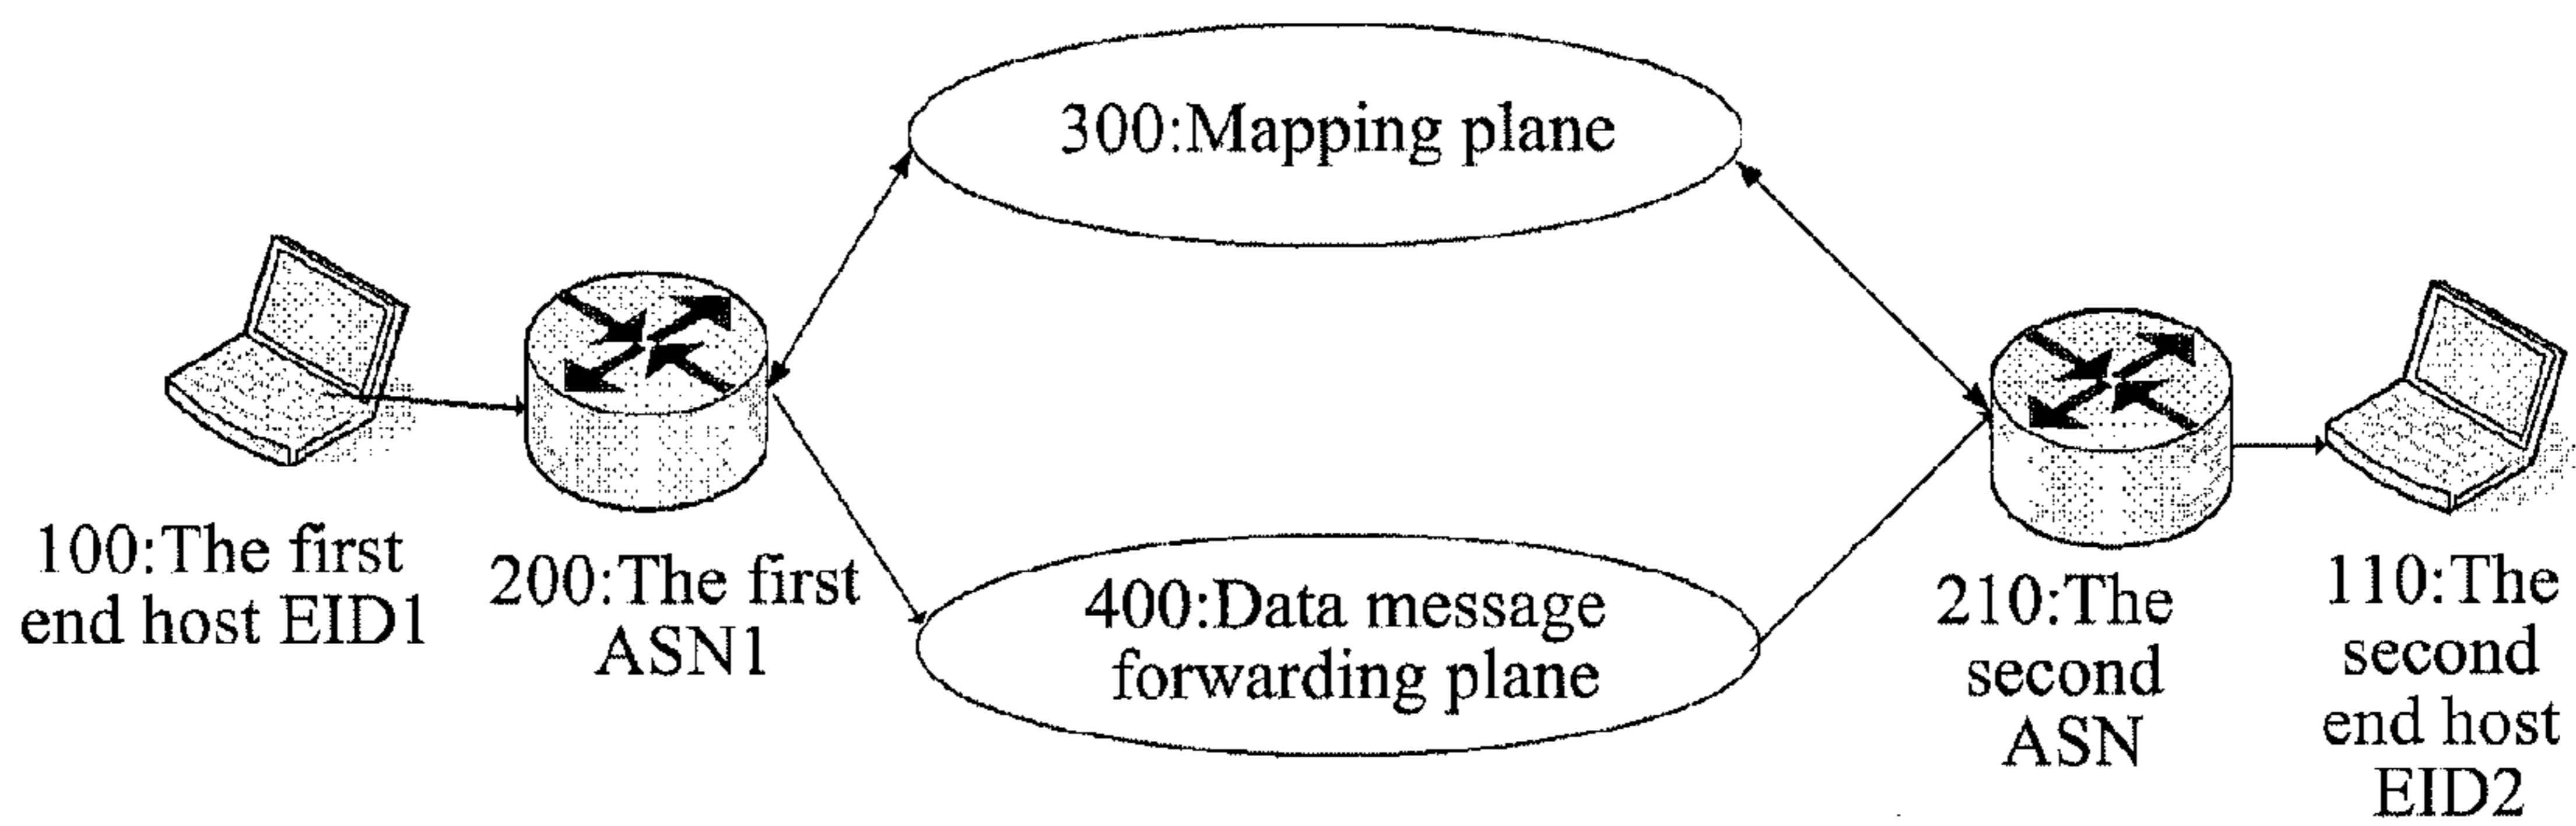 300:Mapping plane
100:The first
end host EID1
200:The first
ASN1
400:Data message
forwarding plane
210:The
second
ASN
110:The
second
end host
EID2